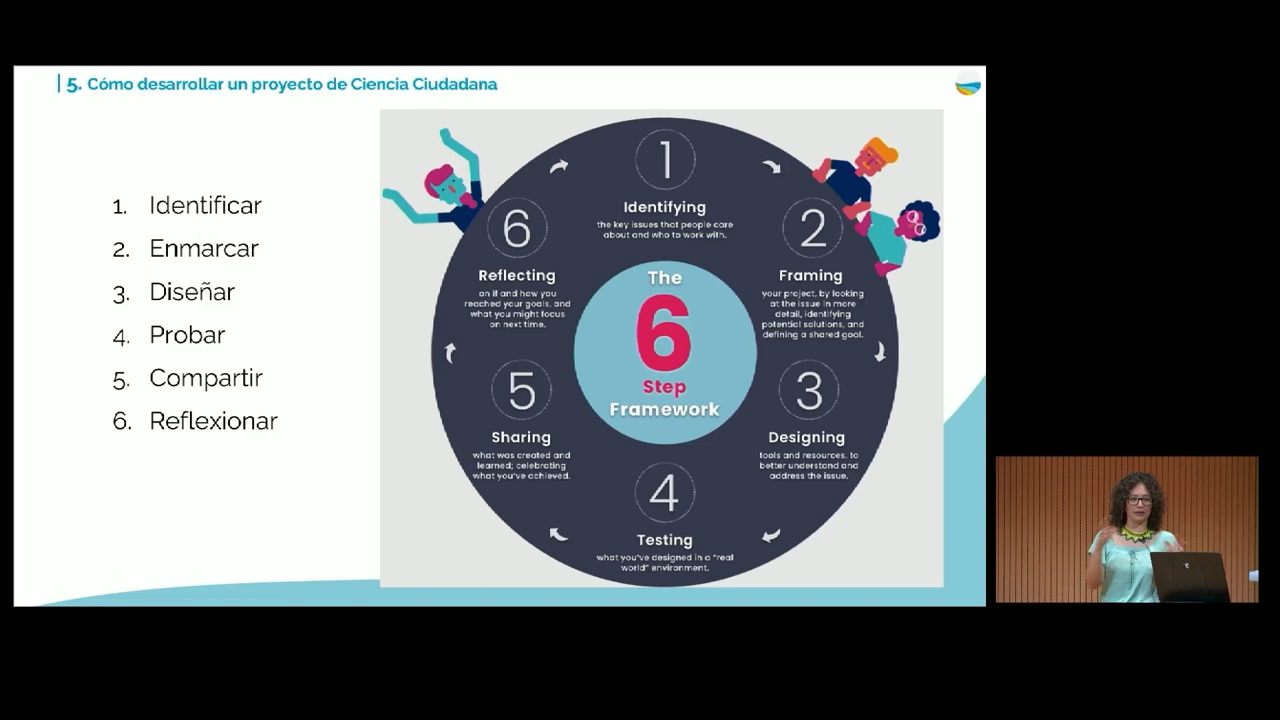 5. Cómo desarrollar un proyecto de Ciencia Ciudadana
1. Identificar
2. Enmarcar
3. Diseñar
4. Probar
5. Compartir
6. Reflexionar
1
Identifying
the key issues that people care
about and who to work with.
2
Framing
your project, by looking
at the issue in more
detail, identifying
potential solutions, and
defining a shared goal.
3
Designing
tools and resources, to
better understand and
address the issue.
4
Testing
what you've designed in a "real
world" environment.
5
Sharing
what was created and
learned; celebrating
what you've achieved.
6
Reflecting
on if and how you
reached your goals, and
what you might focus
on next time.
The
6
Step
Framework